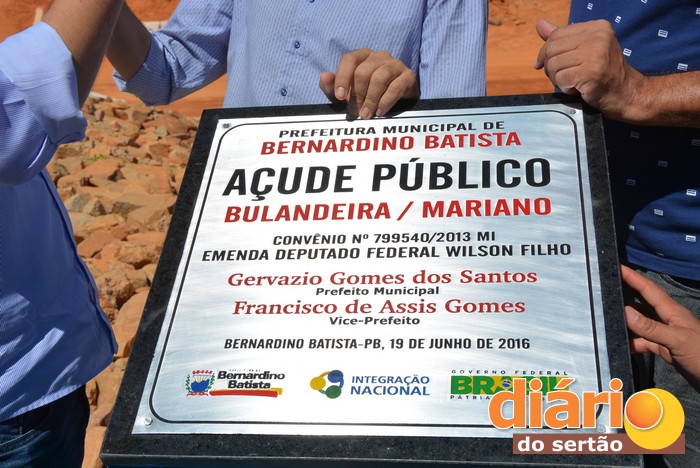 PREFEITURA MUNICIPAL DE
BERNARDINO BATISTA
AÇUDE PÚBLICO
BULANDEIRA / MARIANO
CONVÊNIO Nº 799540/2013 MI
EMENDA DEPUTADO FEDERAL WILSON FILHO
Gervazio Gomes dos Santos
Prefeito Municipal
Francisco de Assis Gomes
Vice-Prefeito
BERNARDINO BATISTA-PB, 19 DE JUNHO DE 2016
Bernardino
Batista
INTEGRAÇÃO
NACIONAL
GOVERNO FEDERAL
BRASIL
PÁTRIA
diário
do sertão